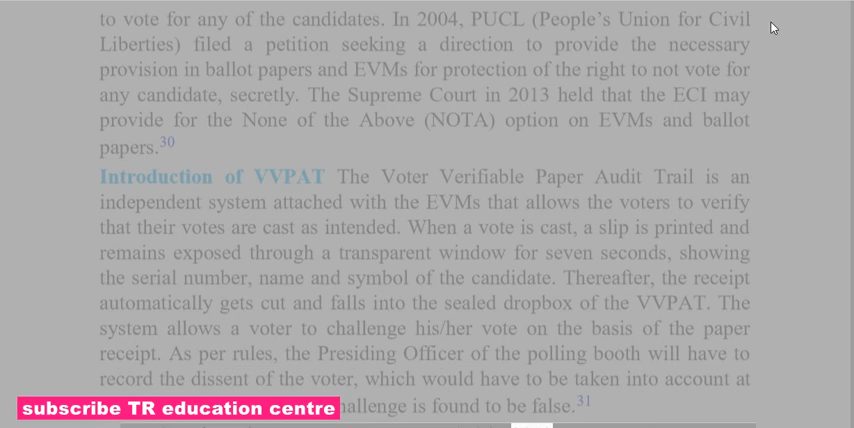 to vote for any of the candidates. In 2004, PUCL (People’s Union for Civil
Liberties) filed a petition seeking a direction to provide the necessary
provision in ballot papers and EVMs for protection of the right to not vote for
any candidate, secretly. The Supreme Court in 2013 held that the ECI may
provide for the None of the Above (NOTA) option on EVMs and ballot
papers.30
Introduction of VVPAT The Voter Verifiable Paper Audit Trail is an
independent system attached with the EVMs that allows the voters to verify
that their votes are cast as intended. When a vote is cast, a slip is printed and
remains exposed through a transparent window for seven seconds, showing
the serial number, name and symbol of the candidate. Thereafter, the receipt
automatically gets cut and falls into the sealed dropbox of the VVPAT. The
system allows a voter to challenge his/her vote on the basis of the paper
receipt. As per rules, the Presiding Officer of the polling booth will have to
record the dissent of the voter, which would have to be taken into account at
subscribe TR education centre
hallenge is found to be false.31